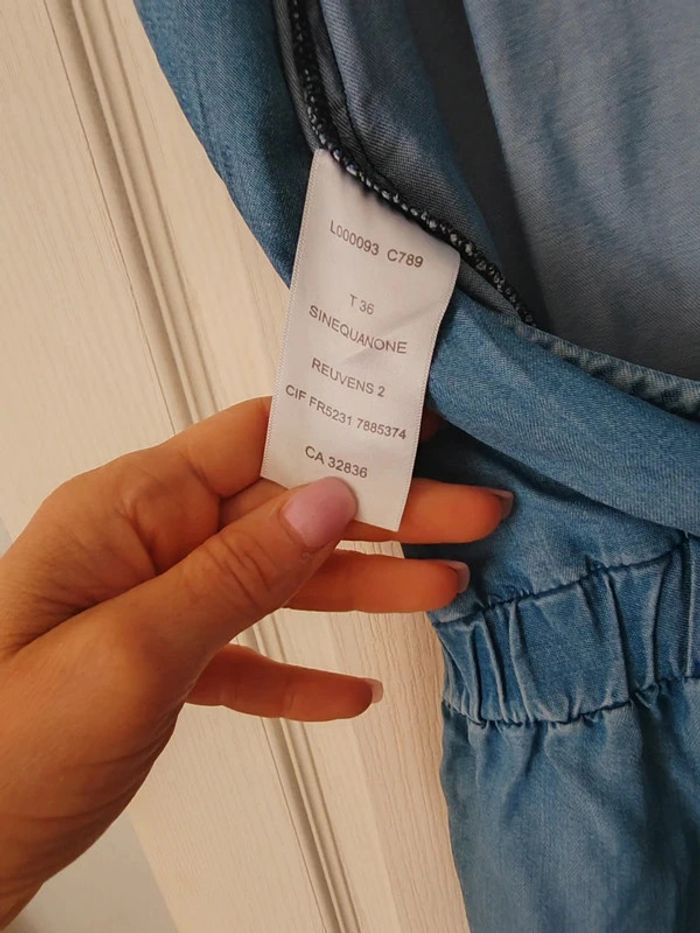 L000093 C789
T 36
SINEQUANONE
REUVENS 2
CIF FR5231 7885374
CA 32836